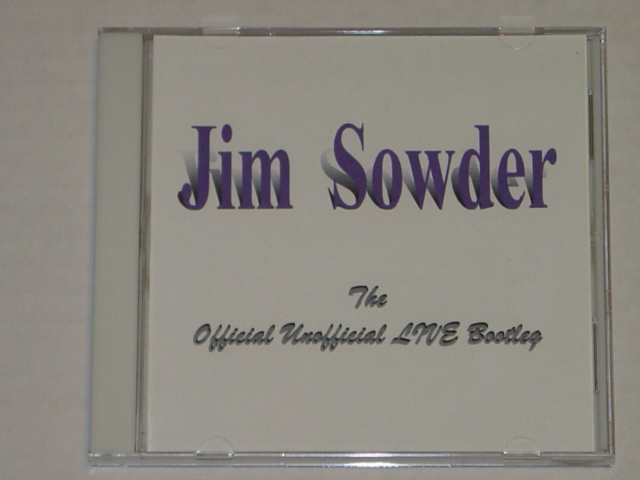 Jim Sowder
The
Official Unofficial LIVE Bootleg